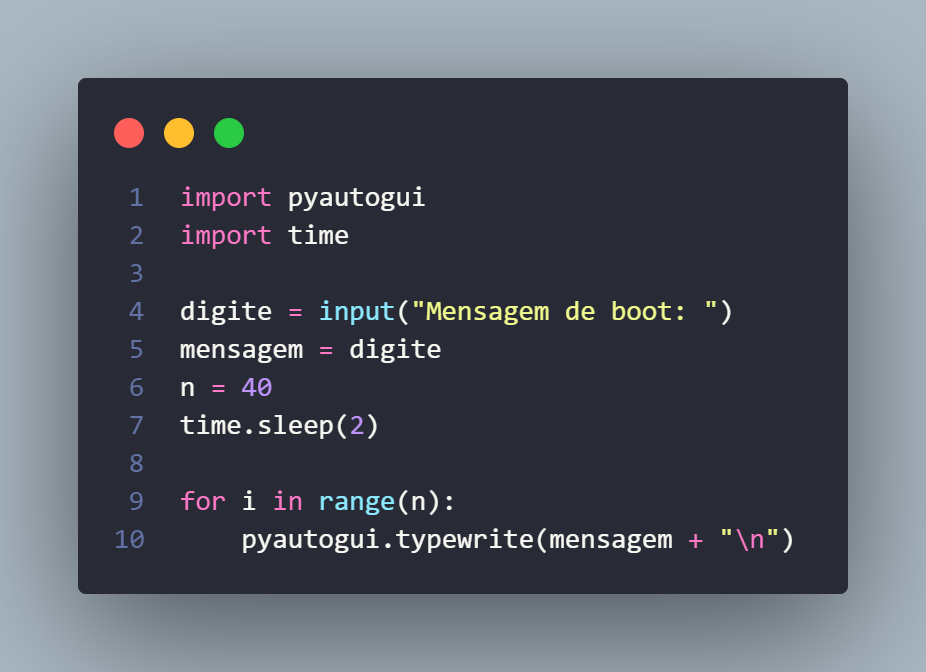 1 import pyautogui
2 import time
3
4 digite = input("Mensagem de boot: ")
5 mensagem = digite
6 n = 40
7 time.sleep(2)
8
9 for i in range(n):
10     pyautogui.typewrite(mensagem + "\n")